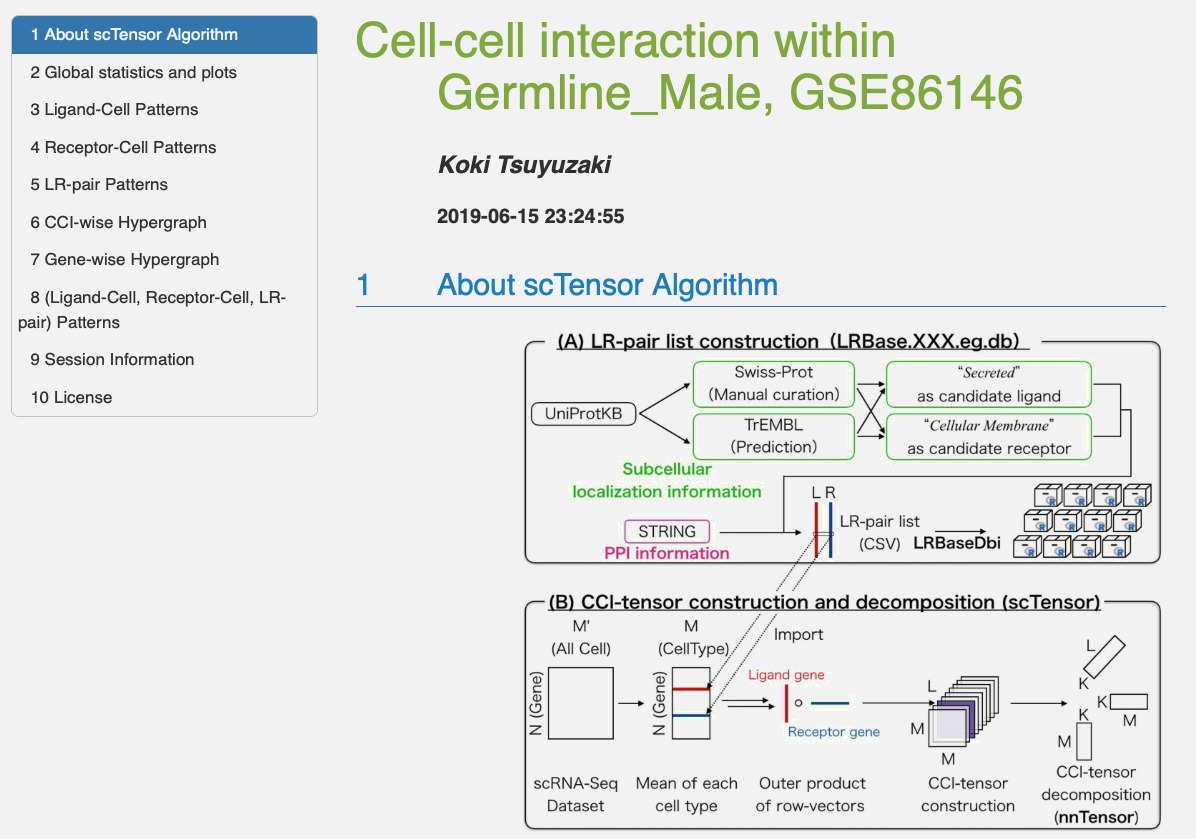 1 About scTensor Algorithm
2 Global statistics and plots
3 Ligand-Cell Patterns
4 Receptor-Cell Patterns
5 LR-pair Patterns
6 CCI-wise Hypergraph
7 Gene-wise Hypergraph
8 (Ligand-Cell, Receptor-Cell, LR-
pair) Patterns
9 Session Information
10 License
Cell-cell interaction within
Germline_Male, GSE86146
Koki Tsuyuzaki
2019-06-15 23:24:55
1 About scTensor Algorithm
(A) LR-pair list construction (LRBase.XXX.eg.db)
UniProtKB
Swiss-Prot
(Manual curation)
TrEMBL
(Prediction)
"Secreted"
as candidate ligand
"Cellular Membrane"
as candidate receptor
Subcellular
localization information
STRING
PPI information
L R
LR-pair list
(CSV)
LRBaseDbi
R R R R
R R R R
R R R R
(B) CCI-tensor construction and decomposition (scTensor)
M'
(All Cell)
N (Gene)
scRNA-Seq
Dataset
M
(CellType)
N (Gene)
Mean of each
cell type
Import
Ligand gene
Receptor gene
Outer product
of row-vectors
L
M
M
CCI-tensor
construction
L
K
K
M
K
M
CCI-tensor
decomposition
(nnTensor)